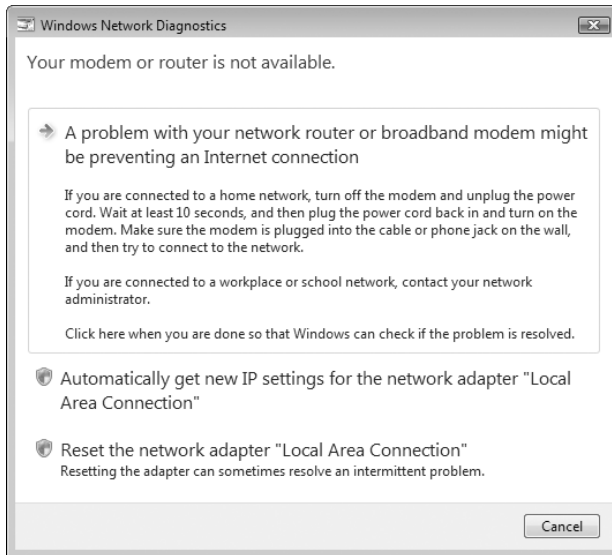 Windows Network Diagnostics
Your modem or router is not available.
A problem with your network router or broadband modem might
be preventing an Internet connection
If you are connected to a home network, turn off the modem and unplug the power
cord. Wait at least 10 seconds, and then plug the power cord back in and turn on the
modem. Make sure the modem is plugged into the cable or phone jack on the wall,
and then try to connect to the network.
If you are connected to a workplace or school network, contact your network
administrator.
Click here when you are done so that Windows can check if the problem is resolved.
Automatically get new IP settings for the network adapter "Local
Area Connection"
Reset the network adapter "Local Area Connection"
Resetting the adapter can sometimes resolve an intermittent problem.
Cancel